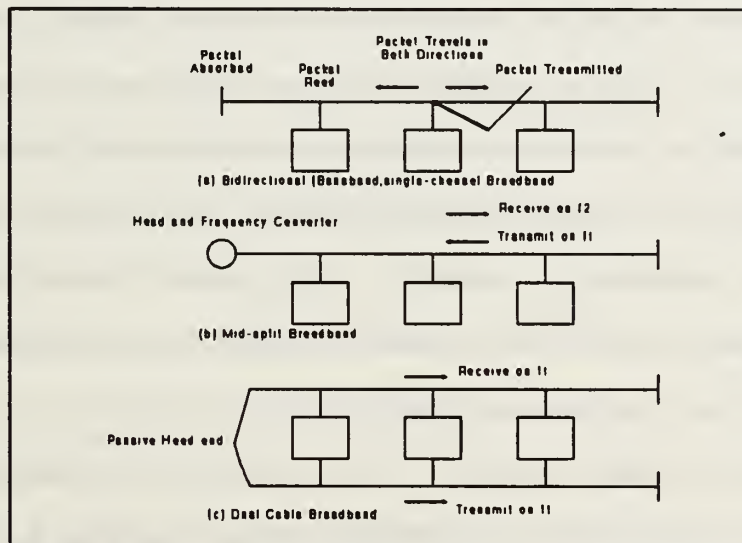 Packet Travels in
Both Directions
Packet
Absorbed
Packet
Read
Packet Transmitted
(a) Bidirectional (Baseband,single-channel Broadband
Receive on f2
Head end Frequency Converter
Transmit on f1
(b) Mid-split Broadband
Receive on f1
Passive Head end
(c) Dual Cable Broadband
Transmit on f1